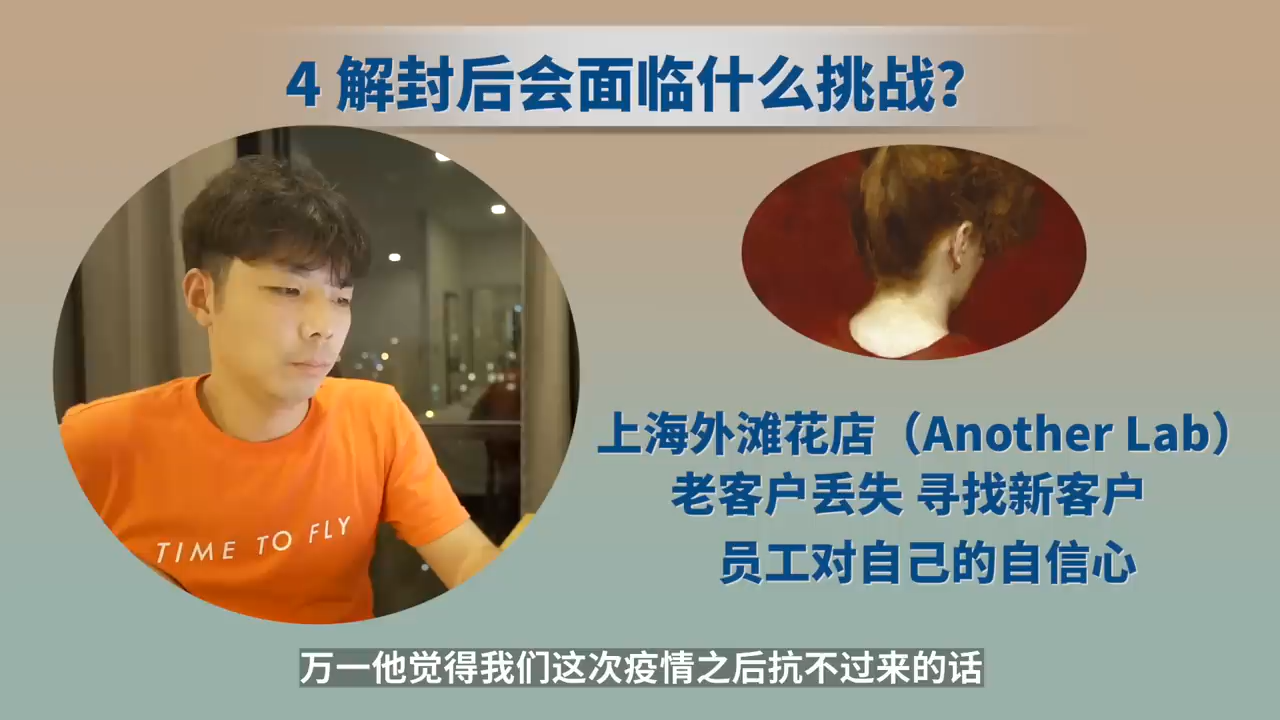 4 解封后会面临什么挑战？
TIME TO FLY
上海外滩花店（Another Lab）
老客户丢失 寻找新客户
员工对自己的自信心
万一他觉得我们这次疫情之后抗不过来的话